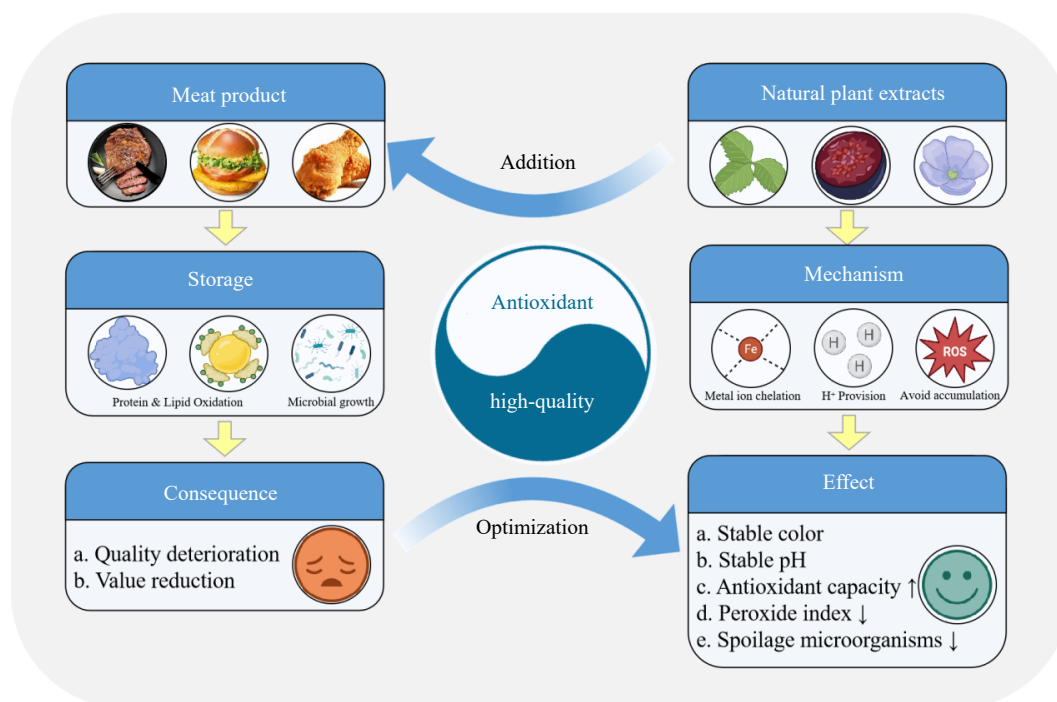 Meat product
Natural plant extracts
Addition
Storage
Protein & Lipid Oxidation
Microbial growth
Mechanism
Fe
H
H
H
ROS
Metal ion chelation
H⁺ Provision
Avoid accumulation
Antioxidant
high-quality
Consequence
a. Quality deterioration
b. Value reduction
Optimization
Effect
a. Stable color
b. Stable pH
c. Antioxidant capacity ↑
d. Peroxide index ↓
e. Spoilage microorganisms ↓